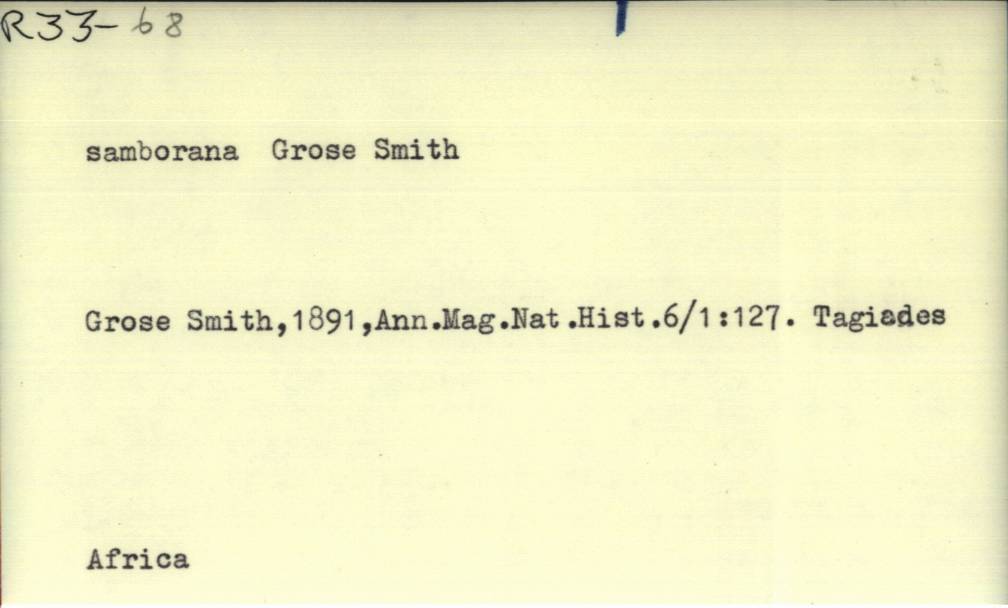 R33-68
samborana Grose Smith
Grose Smith,1891,Ann.Mag.Nat.Hist.6/1:127. Tagiades
Africa